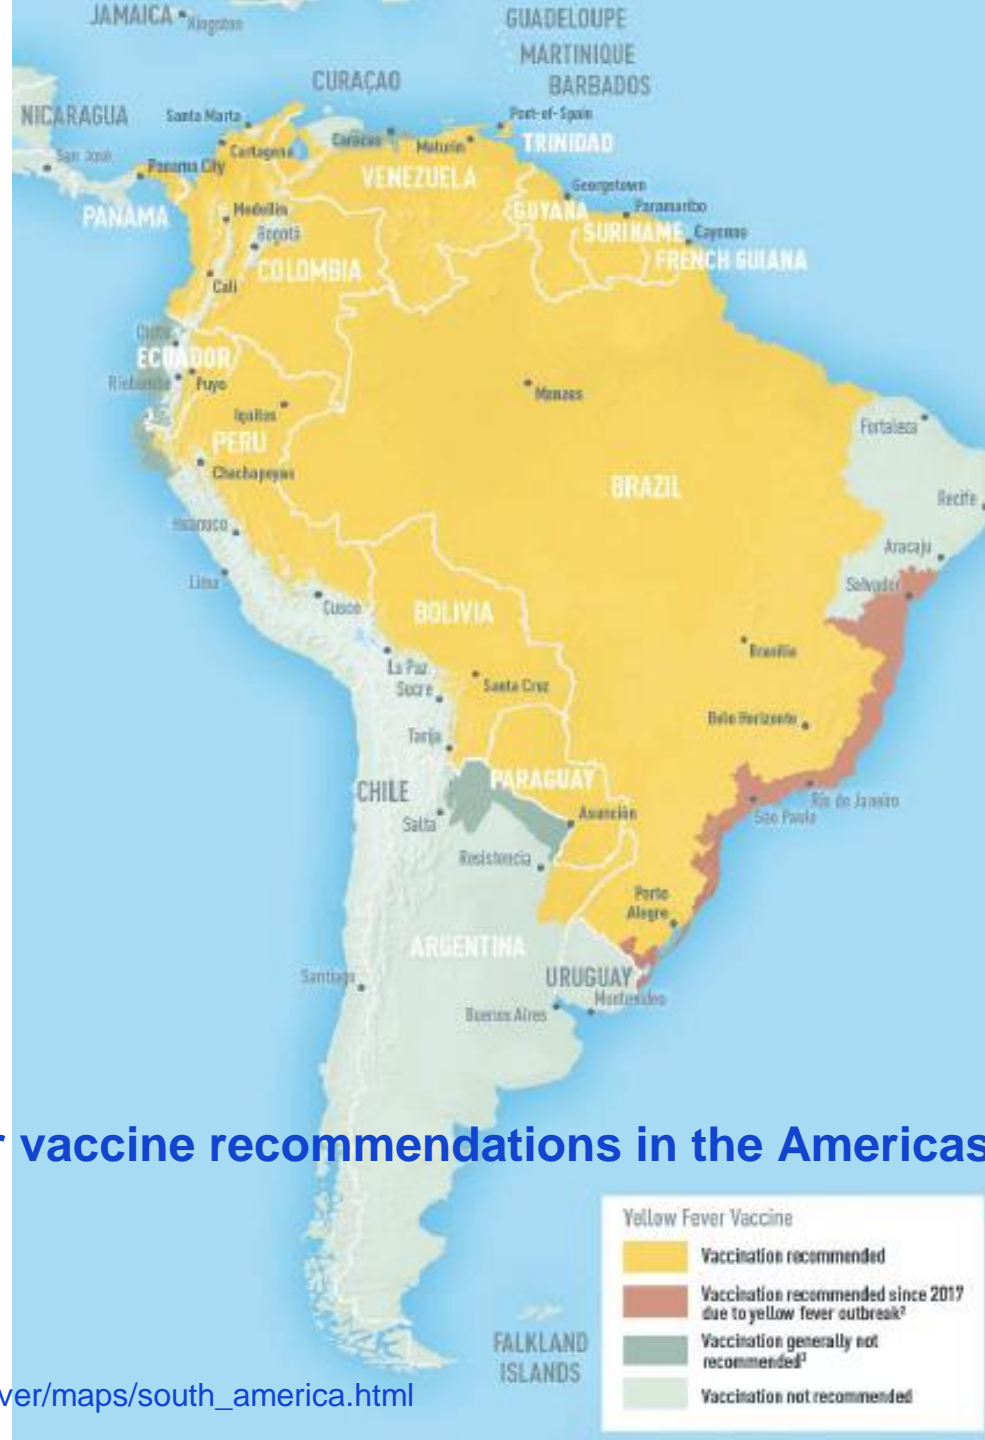 JAMAICA
Kingston
GUADELOUPE
MARTINIQUE
BARBADOS
CURAÇAO
NICARAGUA
Santa Marta
Port-of-Spain
TRINIDAD
San José
Cartagena
Caracas
Maturín
Panama City
VENEZUELA
Georgetown
PANAMA
Medellín
GUYANA
Paramaribo
Bogotá
SURINAME
Cayenne
COLOMBIA
FRENCH GUIANA
Cali
Quito
ECUADOR
Riobamba
Puyo
Manaus
Iquitos
Fortaleza
PERU
Chachapoyas
BRAZIL
Recife
Huánuco
Aracaju
Lima
Cusco
BOLIVIA
Salvador
La Paz
Brasília
Sucre
Santa Cruz
Belo Horizonte
Tarija
PARAGUAY
CHILE
Rio de Janeiro
Salta
Asunción
São Paulo
Resistencia
Porto
Alegre
ARGENTINA
Santiago
URUGUAY
Montevideo
Buenos Aires
r vaccine recommendations in the Americas
Yellow Fever Vaccine
Vaccination recommended
Vaccination recommended since 2017
due to yellow fever outbreak²
Vaccination generally not
recommended³
Vaccination not recommended
FALKLAND
ISLANDS
ver/maps/south_america.html